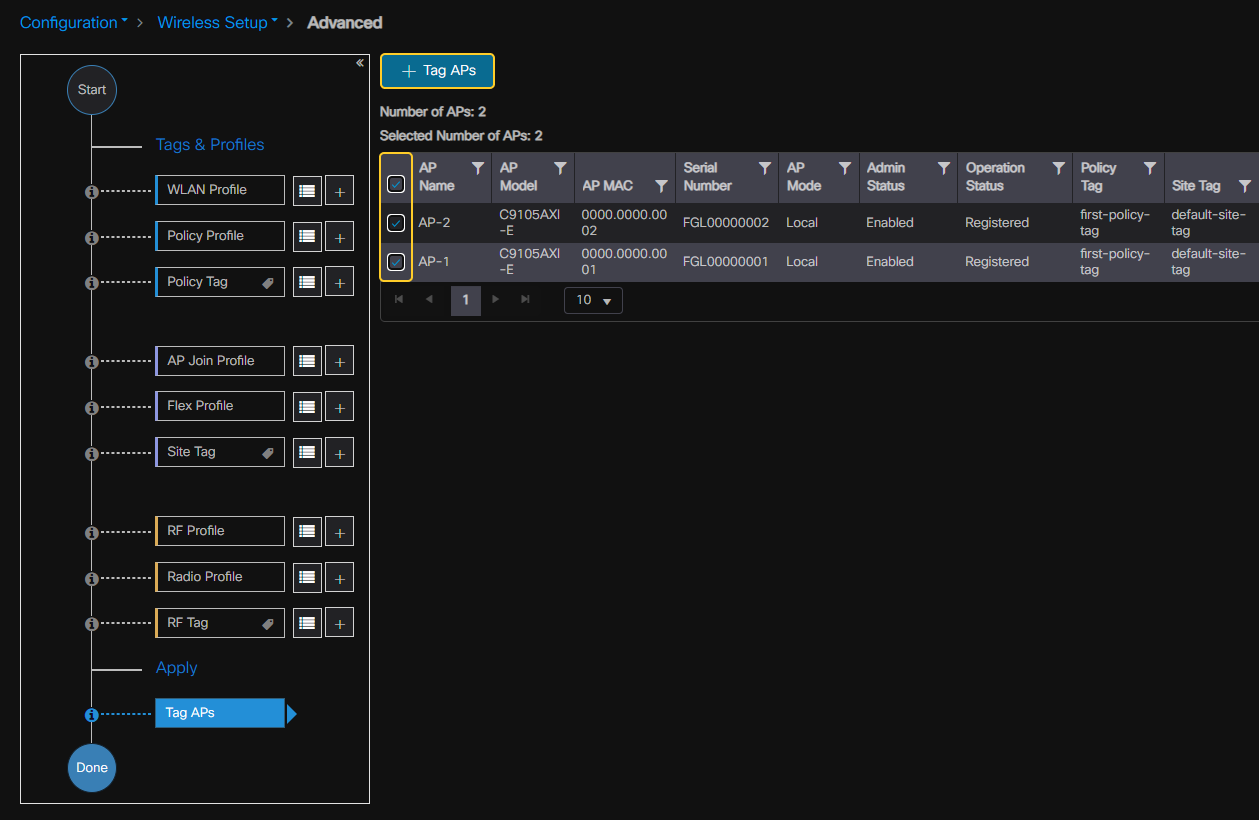 Configuration > Wireless Setup > Advanced
«
Start
Tags & Profiles
WLAN Profile
Policy Profile
Policy Tag
AP Join Profile
Flex Profile
Site Tag
RF Profile
Radio Profile
RF Tag
Apply
Tag APs
Done
+ Tag APs
Number of APs: 2
Selected Number of APs: 2
AP Name AP Model AP MAC Serial Number AP Mode Admin Status Operation Status Policy Tag Site Tag
AP-2 C9105AXI-E 0000.0000.0002 FGL00000002 Local Enabled Registered first-policy-tag default-site-tag
AP-1 C9105AXI-E 0000.0000.0001 FGL00000001 Local Enabled Registered first-policy-tag default-site-tag
1 10